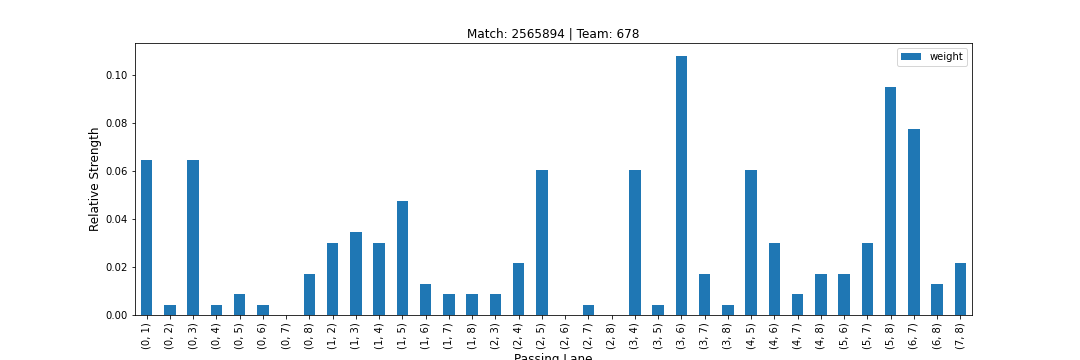 Match: 2565894 | Team: 678
weight
Relative Strength
0.10
0.08
0.06
0.04
0.02
0.00
(0, 1) (0, 2) (0, 3) (0, 4) (0, 5) (0, 6) (0, 7) (0, 8) (1, 2) (1, 3) (1, 4) (1, 5) (1, 6) (1, 7) (1, 8) (2, 3) (2, 4) (2, 5) (2, 6) (2, 7) (2, 8) (3, 4) (3, 5) (3, 6) (3, 7) (3, 8) (4, 5) (4, 6) (4, 7) (4, 8) (5, 6) (5, 7) (5, 8) (6, 7) (6, 8) (7, 8)
Passing Lane